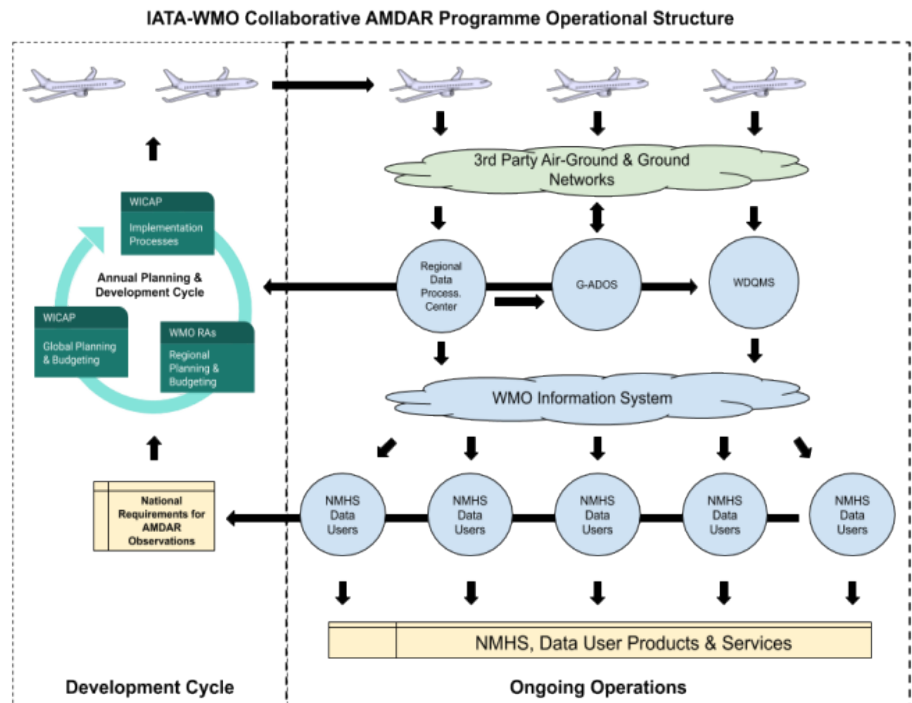 IATA-WMO Collaborative AMDAR Programme Operational Structure
3rd Party Air-Ground & Ground
Networks
WICAP
Implementation
Processes
Annual Planning &
Development Cycle
WICAP
Global Planning
& Budgeting
WMO RAs
Regional
Planning &
Budgeting
Regional
Data
Process.
Center
G-ADOS
WDQMS
WMO Information System
National
Requirements for
AMDAR
Observations
NMHS
Data
Users
NMHS
Data
Users
NMHS
Data
Users
NMHS
Data
Users
NMHS
Data
Users
NMHS, Data User Products & Services
Development Cycle
Ongoing Operations